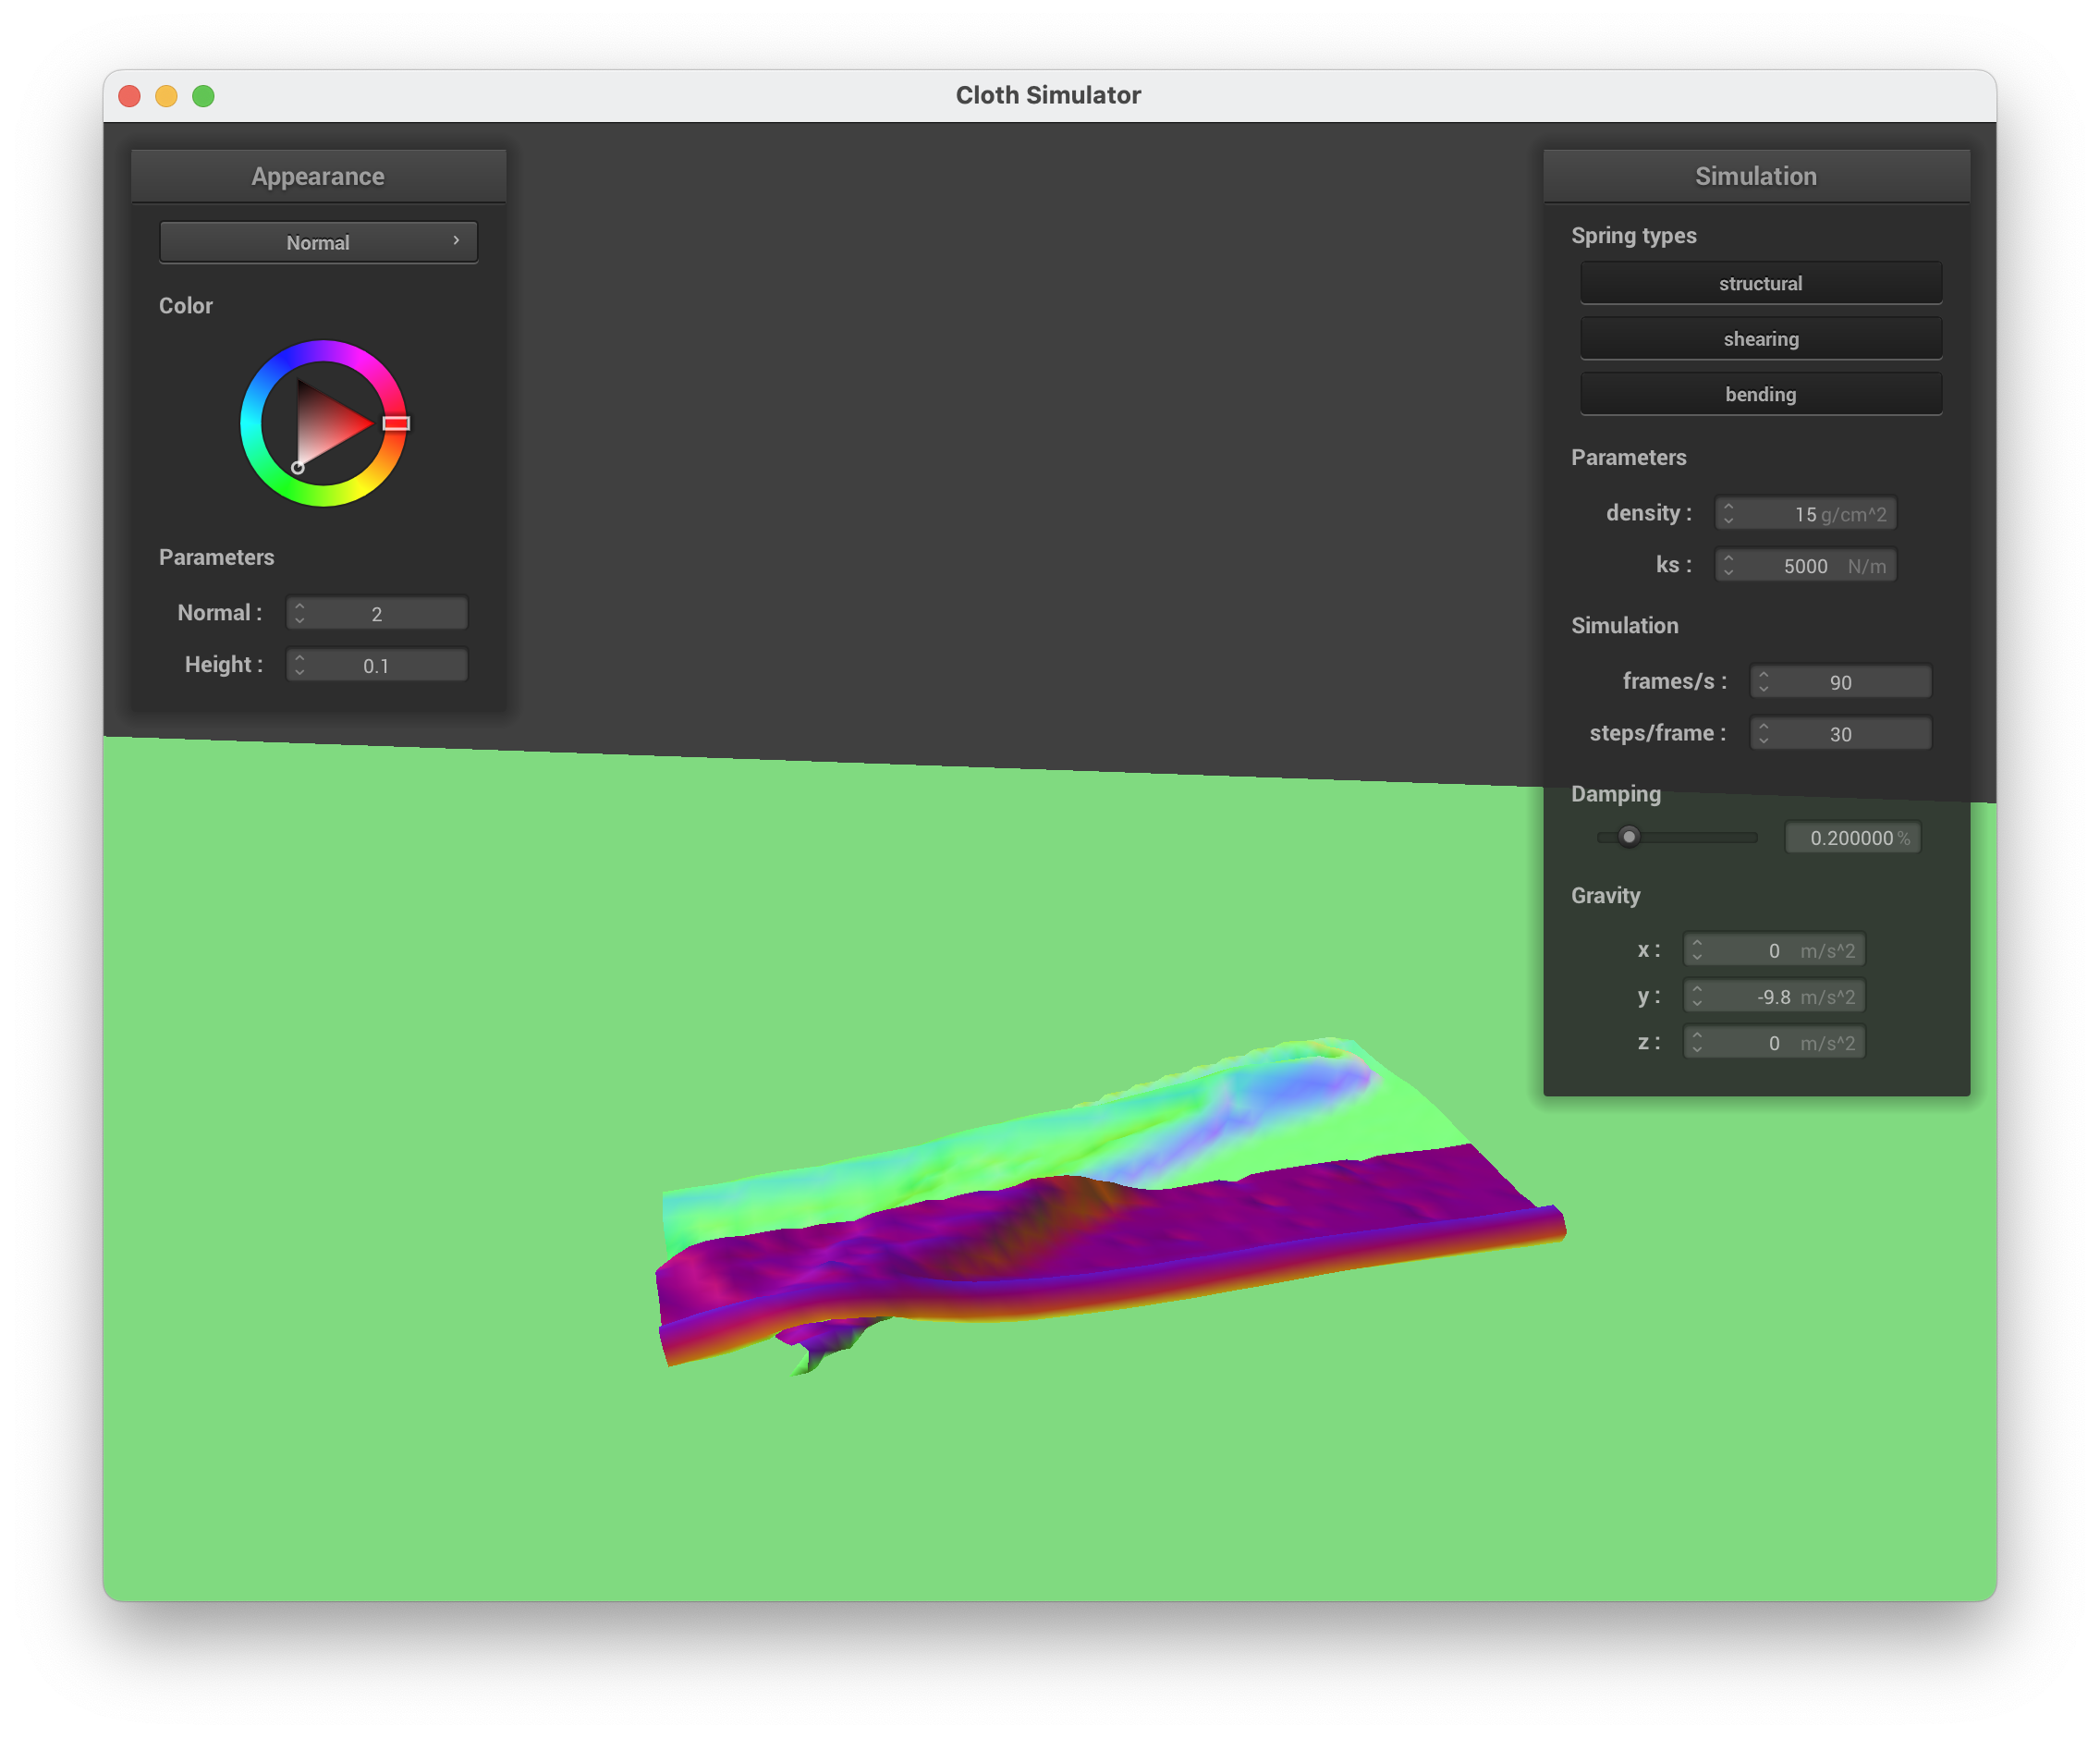 Cloth Simulator
Appearance
Normal
Color
Parameters
Normal : 2
Height : 0.1
Simulation
Spring types
structural
shearing
bending
Parameters
density : 15 g/cm^2
ks : 5000 N/m
Simulation
frames/s : 90
steps/frame : 30
Damping
0.200000 %
Gravity
x : 0 m/s^2
y : -9.8 m/s^2
z : 0 m/s^2